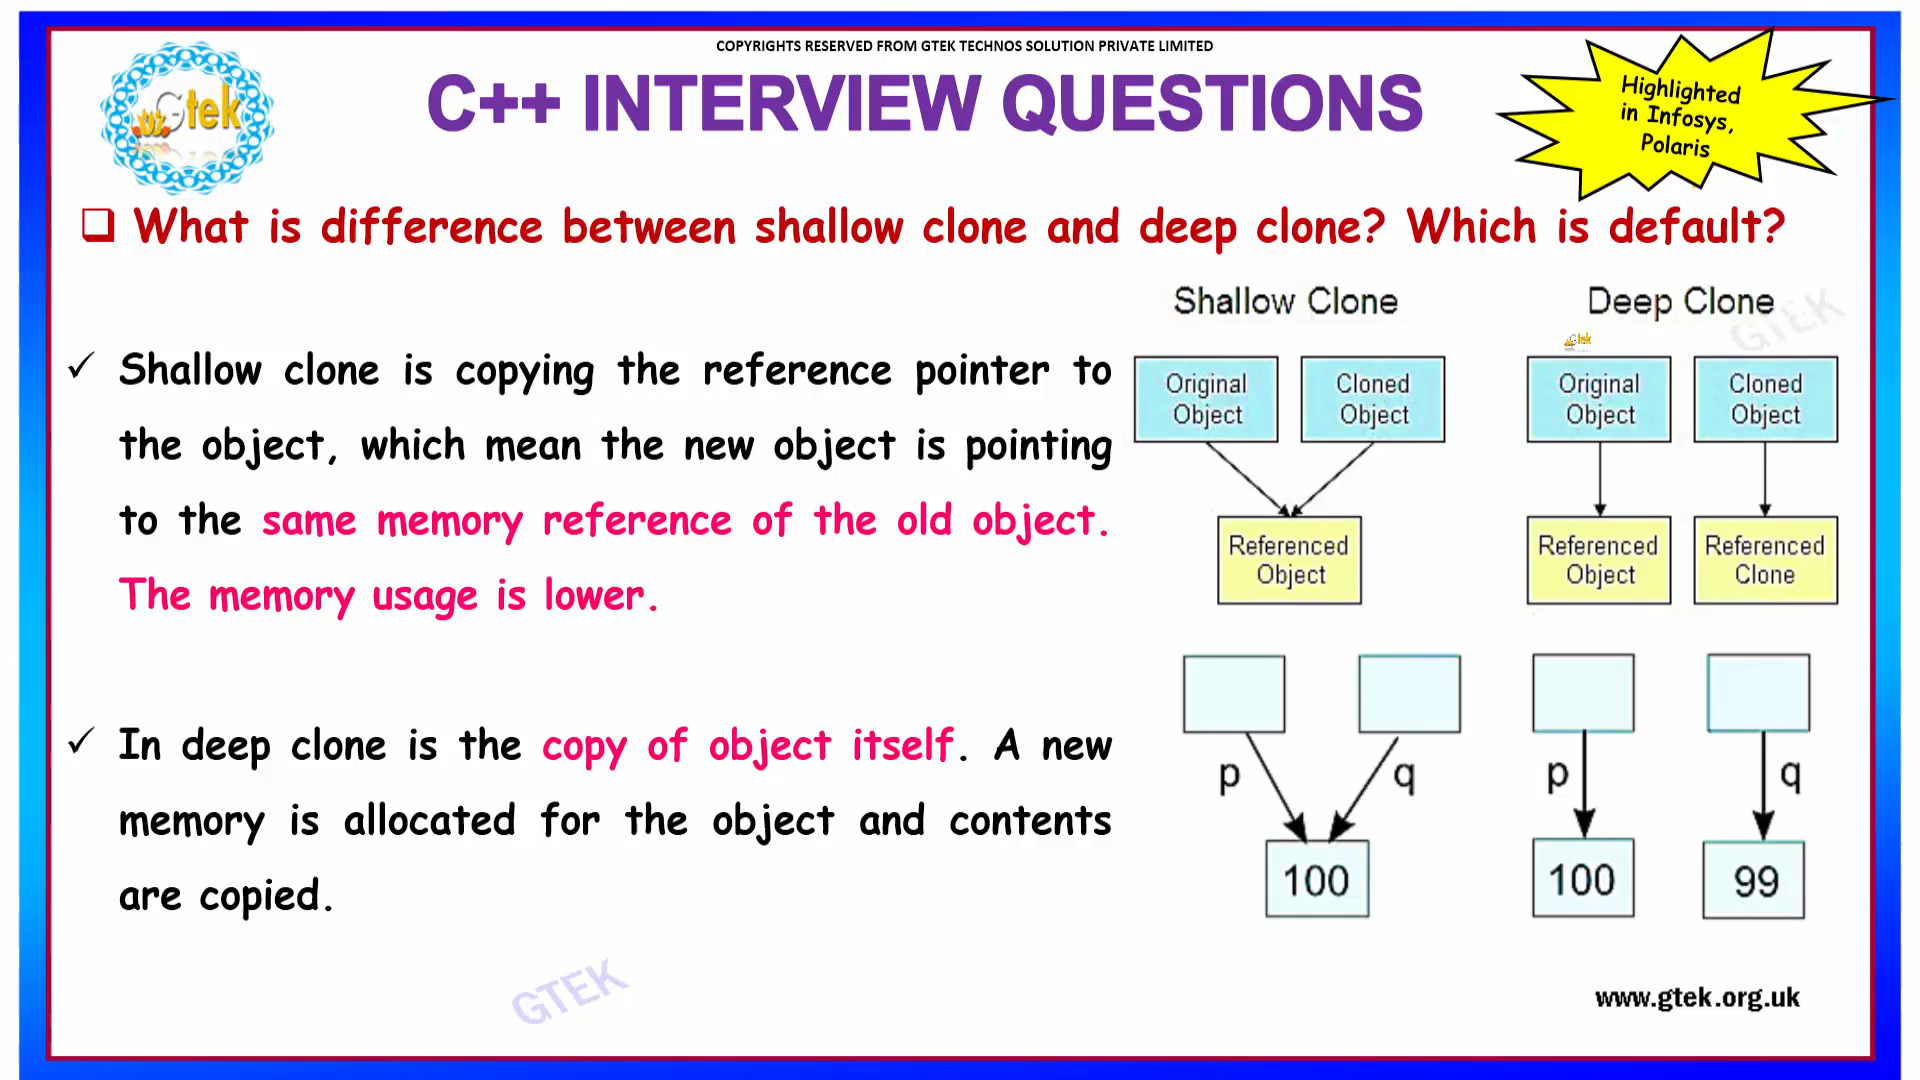 COPYRIGHTS RESERVED FROM GTEK TECHNOS SOLUTION PRIVATE LIMITED
Gtek
C++ INTERVIEW QUESTIONS
Highlighted
in Infosys,
Polaris
What is difference between shallow clone and deep clone? Which is default?
Shallow clone is copying the reference pointer to
the object, which mean the new object is pointing
to the same memory reference of the old object.
The memory usage is lower.
In deep clone is the copy of object itself. A new
memory is allocated for the object and contents
are copied.
Shallow Clone
Original
Object
Cloned
Object
Referenced
Object
Deep Clone
GTEK
Gtek
Original
Object
Cloned
Object
Referenced
Object
Referenced
Clone
p
q
100
p
q
100
99
GTEK
www.gtek.org.uk